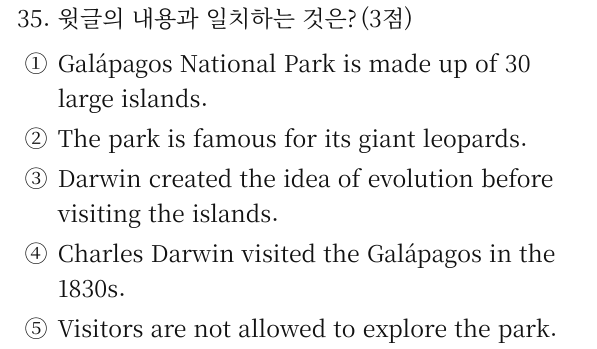 35. 윗글의 내용과 일치하는 것은?(3점)
① Galápagos National Park is made up of 30
large islands.
② The park is famous for its giant leopards.
③ Darwin created the idea of evolution before
visiting the islands.
④ Charles Darwin visited the Galápagos in the
1830s.
⑤ Visitors are not allowed to explore the park.